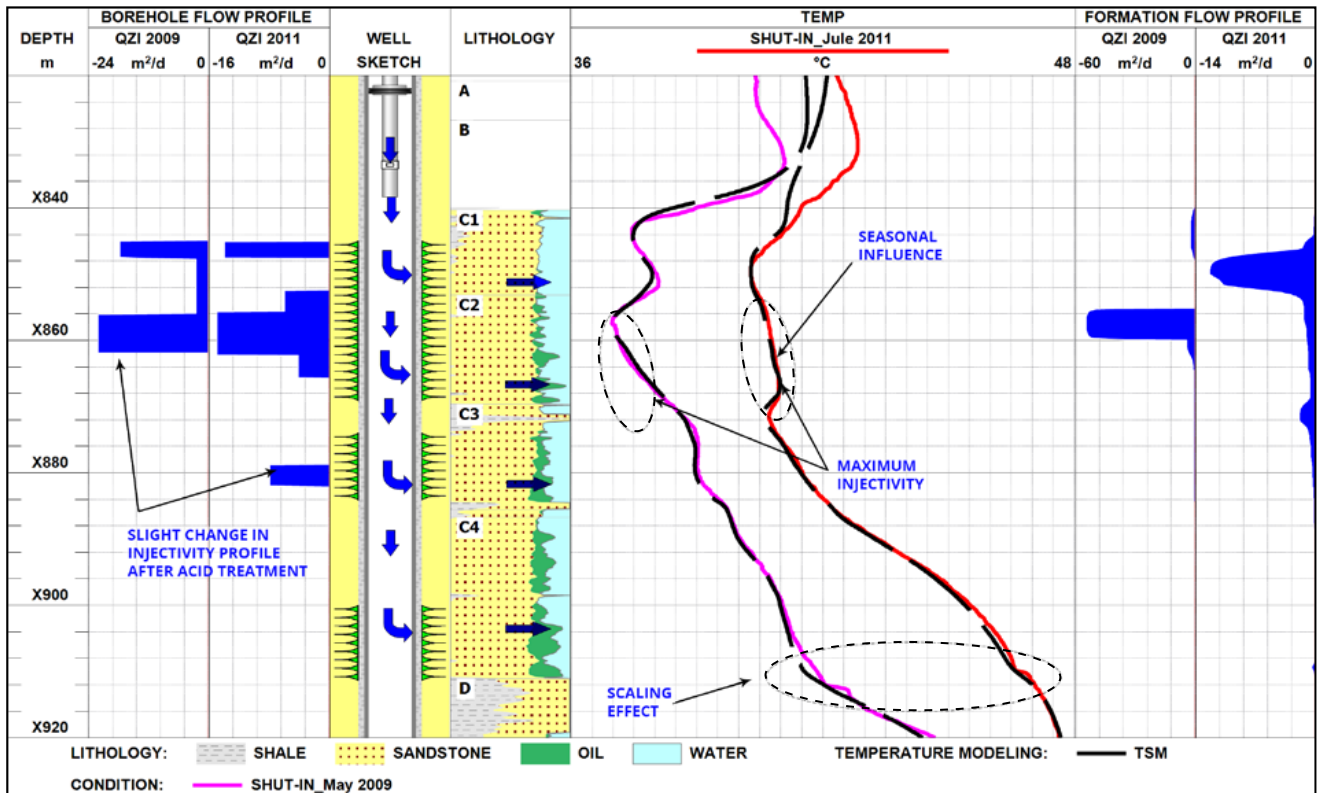 BOREHOLE FLOW PROFILE
TEMP
FORMATION FLOW PROFILE
DEPTH
QZI 2009
QZI 2011
WELL
LITHOLOGY
SHUT-IN_Jule 2011
QZI 2009
QZI 2011
m
-24 m²/d 0
-16 m²/d 0
SKETCH
36 °C 48
-60 m²/d 0
-14 m²/d 0
A
B
X840
C1
SEASONAL
INFLUENCE
C2
X860
C3
MAXIMUM
INJECTIVITY
X880
SLIGHT CHANGE IN
INJECTIVITY PROFILE
AFTER ACID TREATMENT
C4
X900
D
SCALING
EFFECT
X920
LITHOLOGY: SHALE SANDSTONE OIL WATER TEMPERATURE MODELING: TSM
CONDITION: SHUT-IN_May 2009